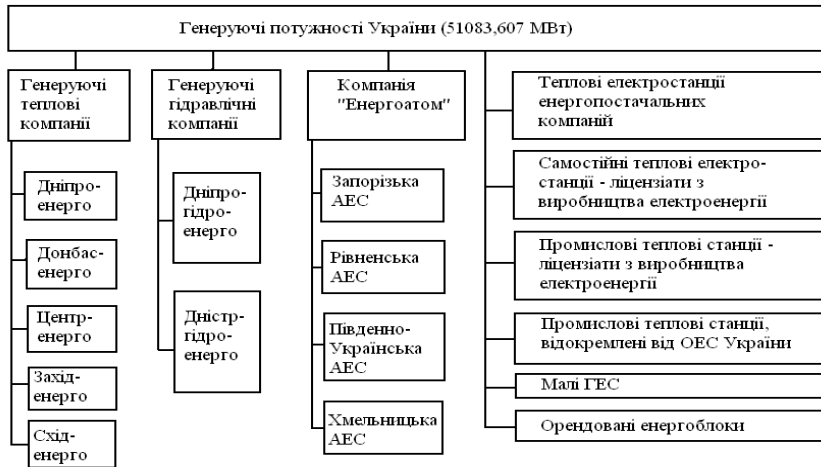 Генеруючі потужності України (51083,607 МВт)
Генеруючі
теплові
компанії
Дніпро-
енерго
Донбас-
енерго
Центр-
енерго
Захід-
енерго
Схід-
енерго
Генеруючі
гідравлічні
компанії
Дніпро-
гідро-
енерго
Дністр-
гідро-
енерго
Компанія
"Енергоатом"
Запорізька
АЕС
Рівненська
АЕС
Південно-
Українська
АЕС
Хмельницька
АЕС
Теплові електростанції
енергопостачальних
компаній
Самостійні теплові електро-
станції - ліцензіати з
виробництва електроенергії
Промислові теплові станції -
ліцензіати з виробництва
електроенергії
Промислові теплові станції,
відокремлені від ОЕС України
Малі ГЕС
Орендовані енергоблоки